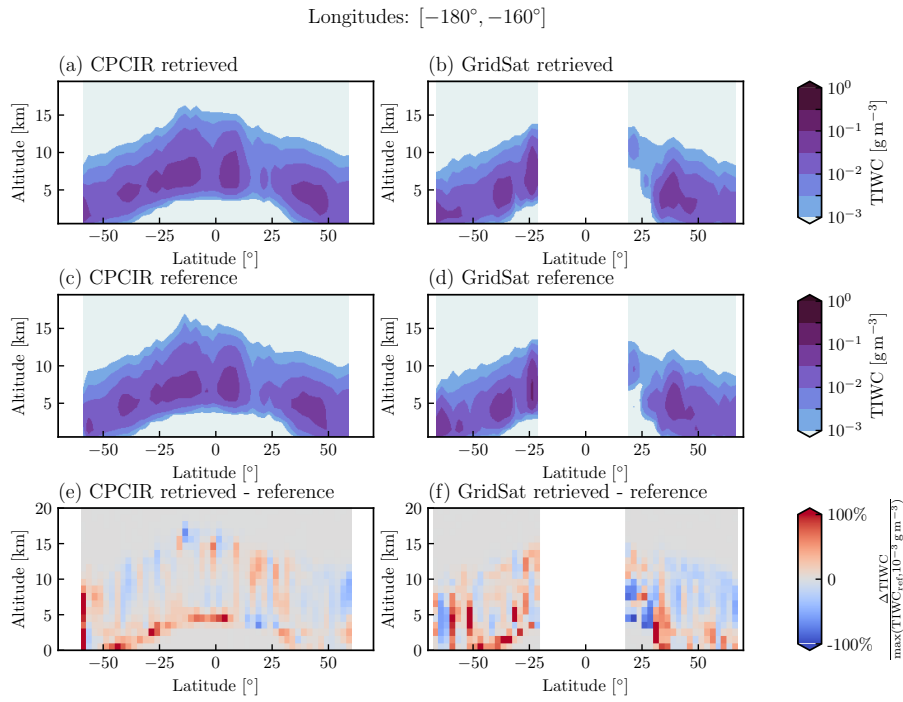 Longitudes: [−180°, −160°]
(a) CPCIR retrieved
(b) GridSat retrieved
Altitude [km]
15
10
5
−50 −25 0 25 50
Latitude [°]
Altitude [km]
15
10
5
−50 −25 0 25 50
Latitude [°]
10⁰
10⁻¹
10⁻²
10⁻³
TIWC [g m⁻³]
(c) CPCIR reference
(d) GridSat reference
Altitude [km]
15
10
5
−50 −25 0 25 50
Latitude [°]
Altitude [km]
15
10
5
−50 −25 0 25 50
Latitude [°]
10⁰
10⁻¹
10⁻²
10⁻³
TIWC [g m⁻³]
(e) CPCIR retrieved - reference
(f) GridSat retrieved - reference
Altitude [km]
20
15
10
5
0
−50 −25 0 25 50
Latitude [°]
Altitude [km]
20
15
10
5
0
−50 −25 0 25 50
Latitude [°]
100%
0
-100%
Δ TIWC
max(TIWC_ref, 10⁻³ g m⁻³)